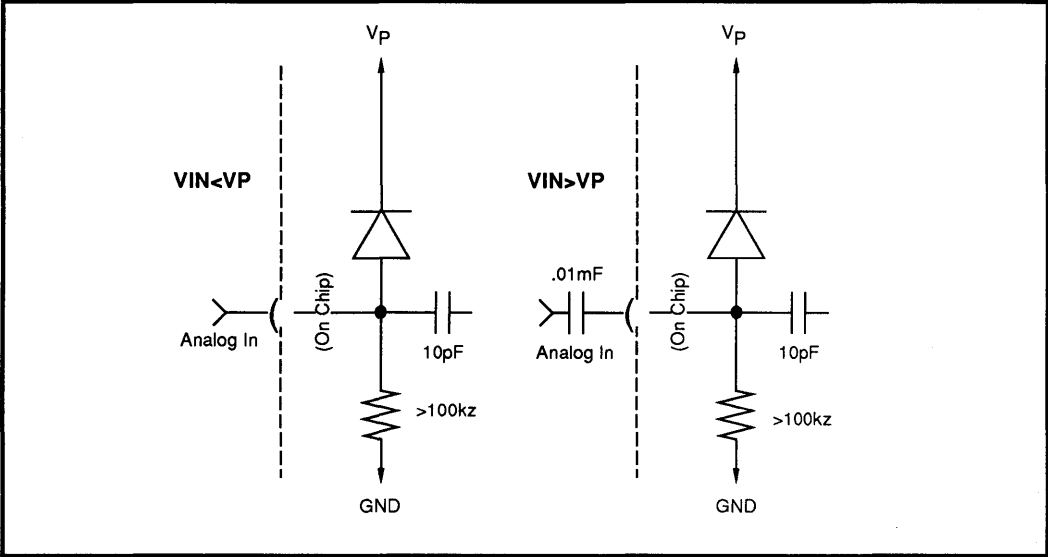 VP
VIN<VP
(On Chip)
Analog In
10pF
>100kz
GND
VP
VIN>VP
.01mF
(On Chip)
Analog In
10pF
>100kz
GND